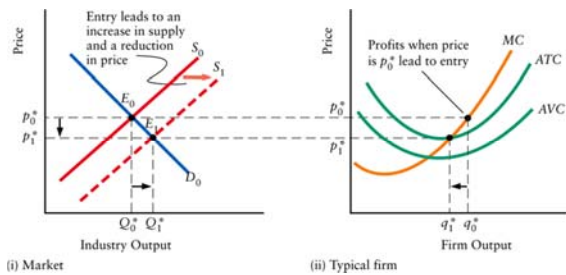 Entry leads to an
increase in supply
and a reduction
in price
Price
S₀
S₁
E₀
E₁
p₀*
p₁*
D₀
Q₀* Q₁*
Industry Output
(i) Market
Profits when price
is p₀* lead to entry
Price
MC
ATC
AVC
p₀*
p₁*
q₁* q₀*
Firm Output
(ii) Typical firm